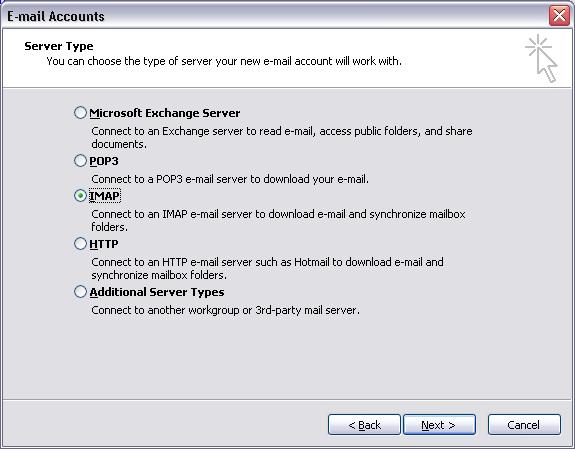 E-mail Accounts
Server Type
You can choose the type of server your new e-mail account will work with.
Microsoft Exchange Server
Connect to an Exchange server to read e-mail, access public folders, and share
documents.
POP3
Connect to a POP3 e-mail server to download your e-mail.
IMAP
Connect to an IMAP e-mail server to download e-mail and synchronize mailbox
folders.
HTTP
Connect to an HTTP e-mail server such as Hotmail to download e-mail and
synchronize mailbox folders.
Additional Server Types
Connect to another workgroup or 3rd-party mail server.
< Back Next > Cancel